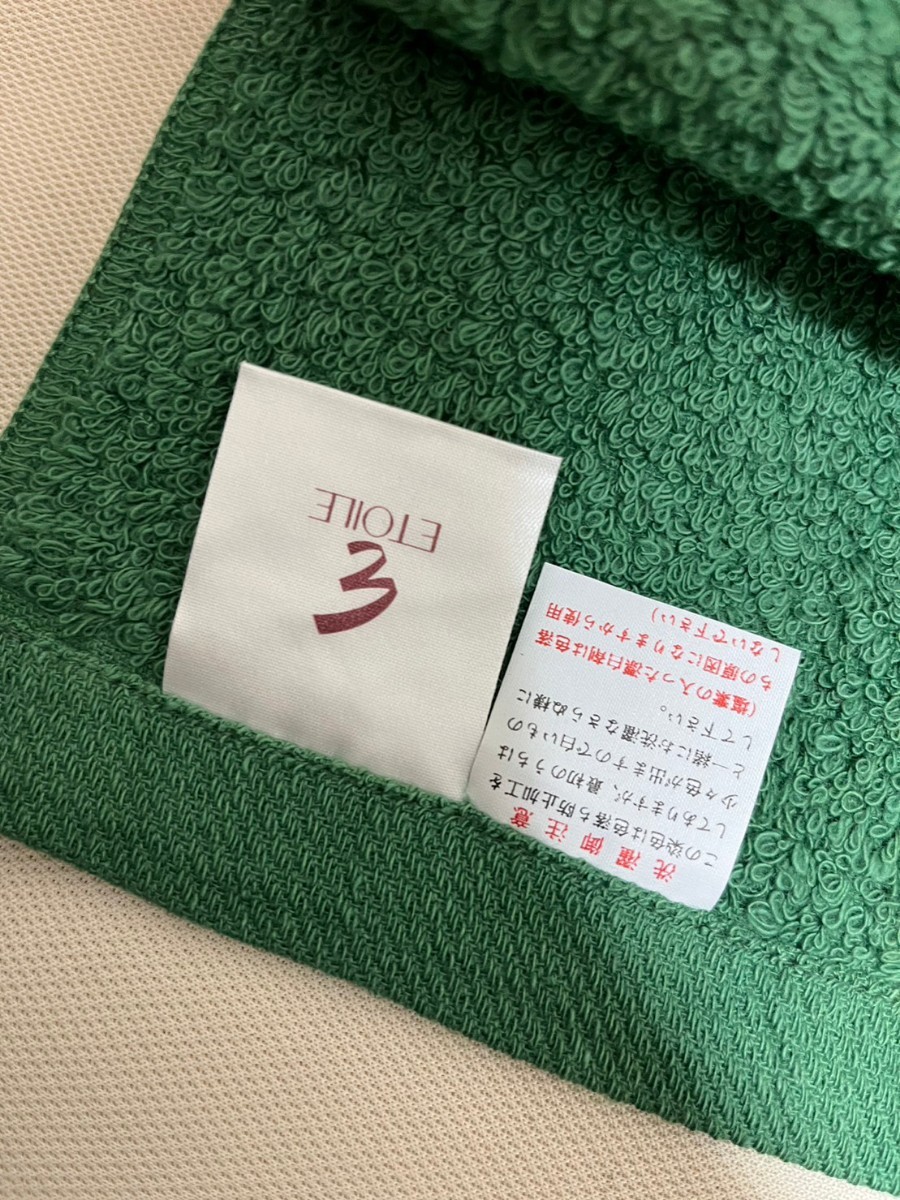 E
ETOILE
洗濯御注意
この染色は色落ち防止加工を
してありますが、最初のうちは
少々色が出ますので白いもの
と一緒にお洗濯なさらぬ様に
して下さい。
(塩素の入った漂白剤は色落
ちの原因になりますから使用
しないで下さい)